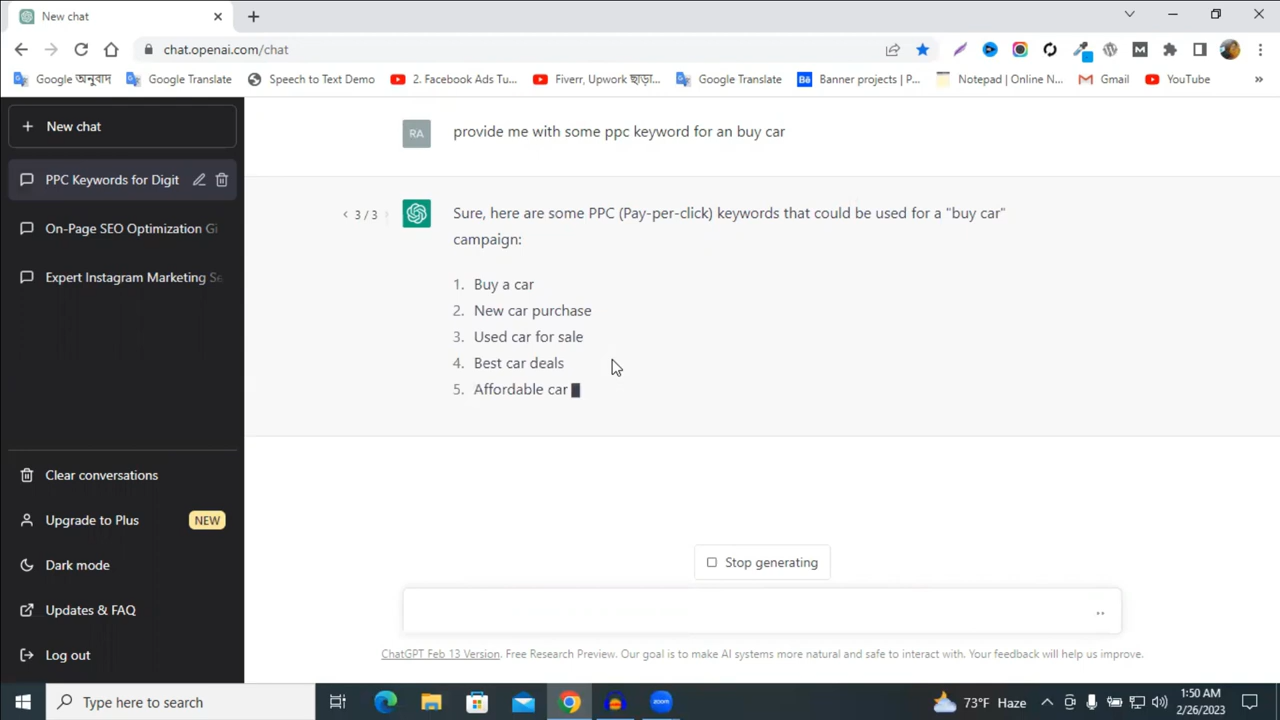 New chat
chat.openai.com/chat
Google অনুবাদ
Google Translate
Speech to Text Demo
2. Facebook Ads Tu...
Fiverr, Upwork ছাড়া...
Google Translate
Bē Banner projects | P...
Notepad | Online N...
Gmail
YouTube
»
+ New chat
PPC Keywords for Digit
On-Page SEO Optimization Gi
Expert Instagram Marketing Se
Clear conversations
Upgrade to Plus NEW
Dark mode
Updates & FAQ
Log out
RA provide me with some ppc keyword for an buy car
< 3 / 3
Sure, here are some PPC (Pay-per-click) keywords that could be used for a "buy car"
campaign:
1. Buy a car
2. New car purchase
3. Used car for sale
4. Best car deals
5. Affordable car
Stop generating
ChatGPT Feb 13 Version. Free Research Preview. Our goal is to make AI systems more natural and safe to interact with. Your feedback will help us improve.
Type here to search
zoom
73°F Haze
1:50 AM
2/26/2023